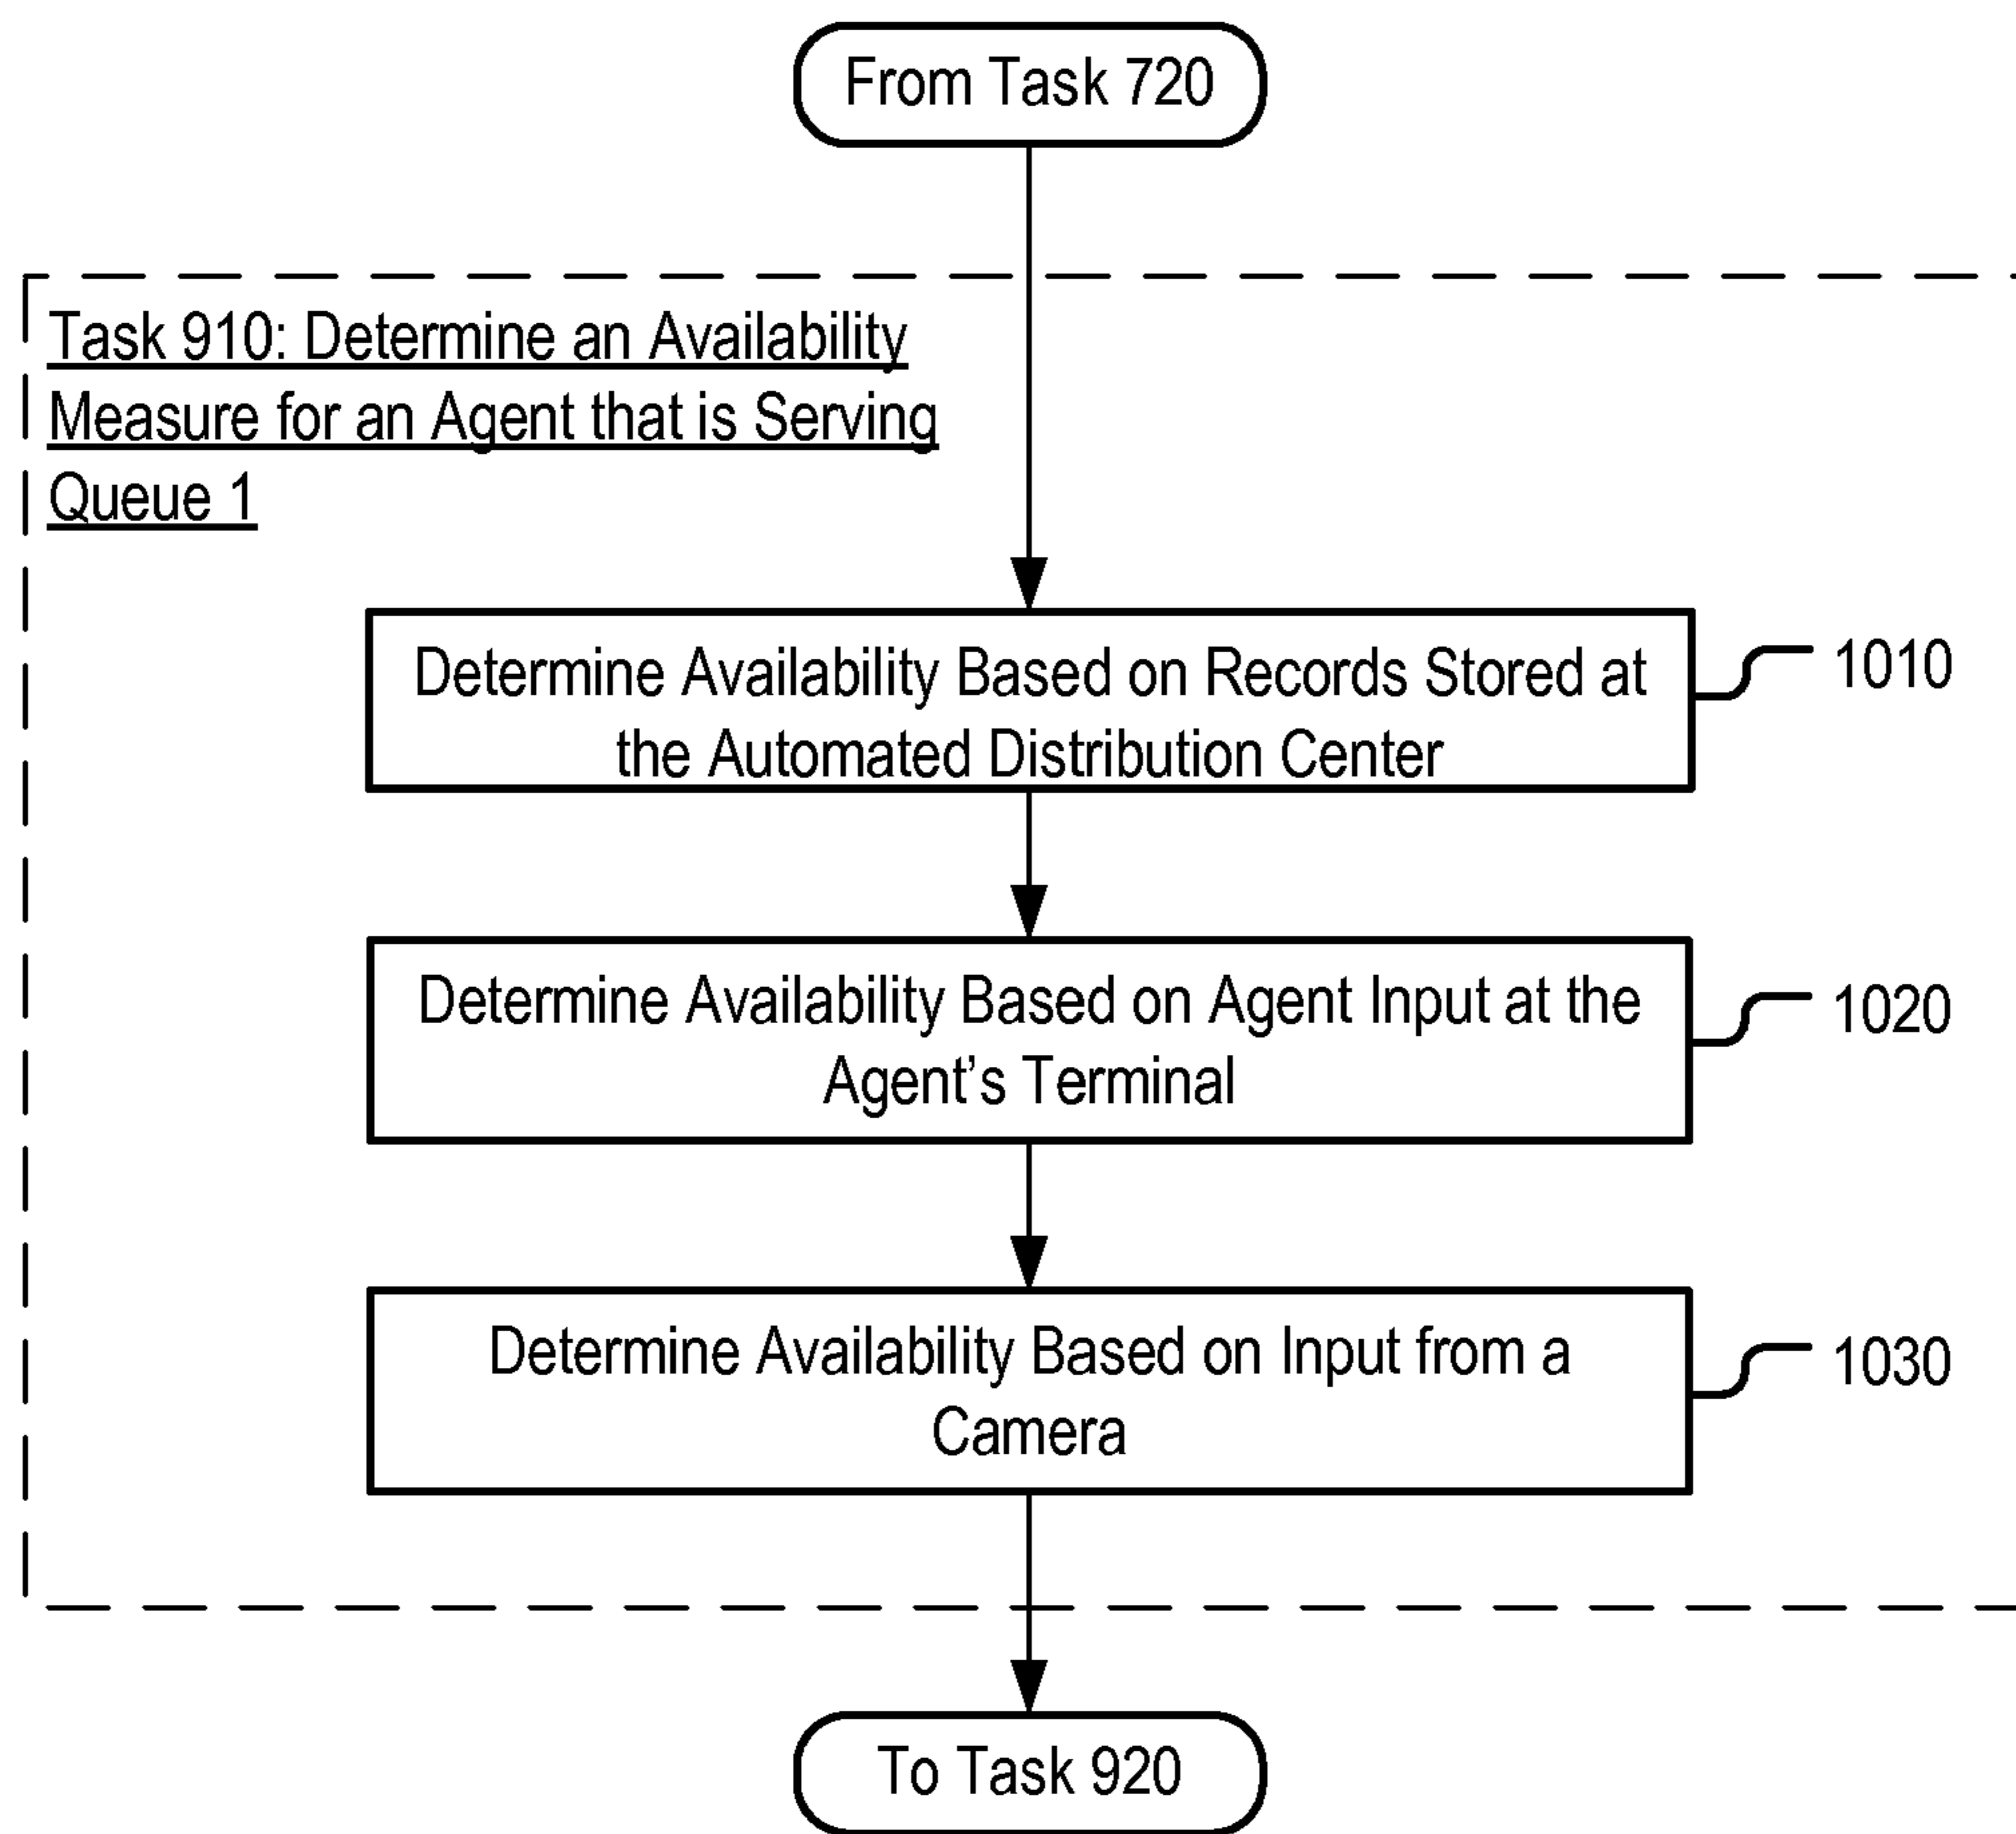 From Task 720
Task 910: Determine an Availability
Measure for an Agent that is Serving
Queue 1
Determine Availability Based on Records Stored at
the Automated Distribution Center
1010
Determine Availability Based on Agent Input at the
Agent’s Terminal
1020
Determine Availability Based on Input from a
Camera
1030
To Task 920